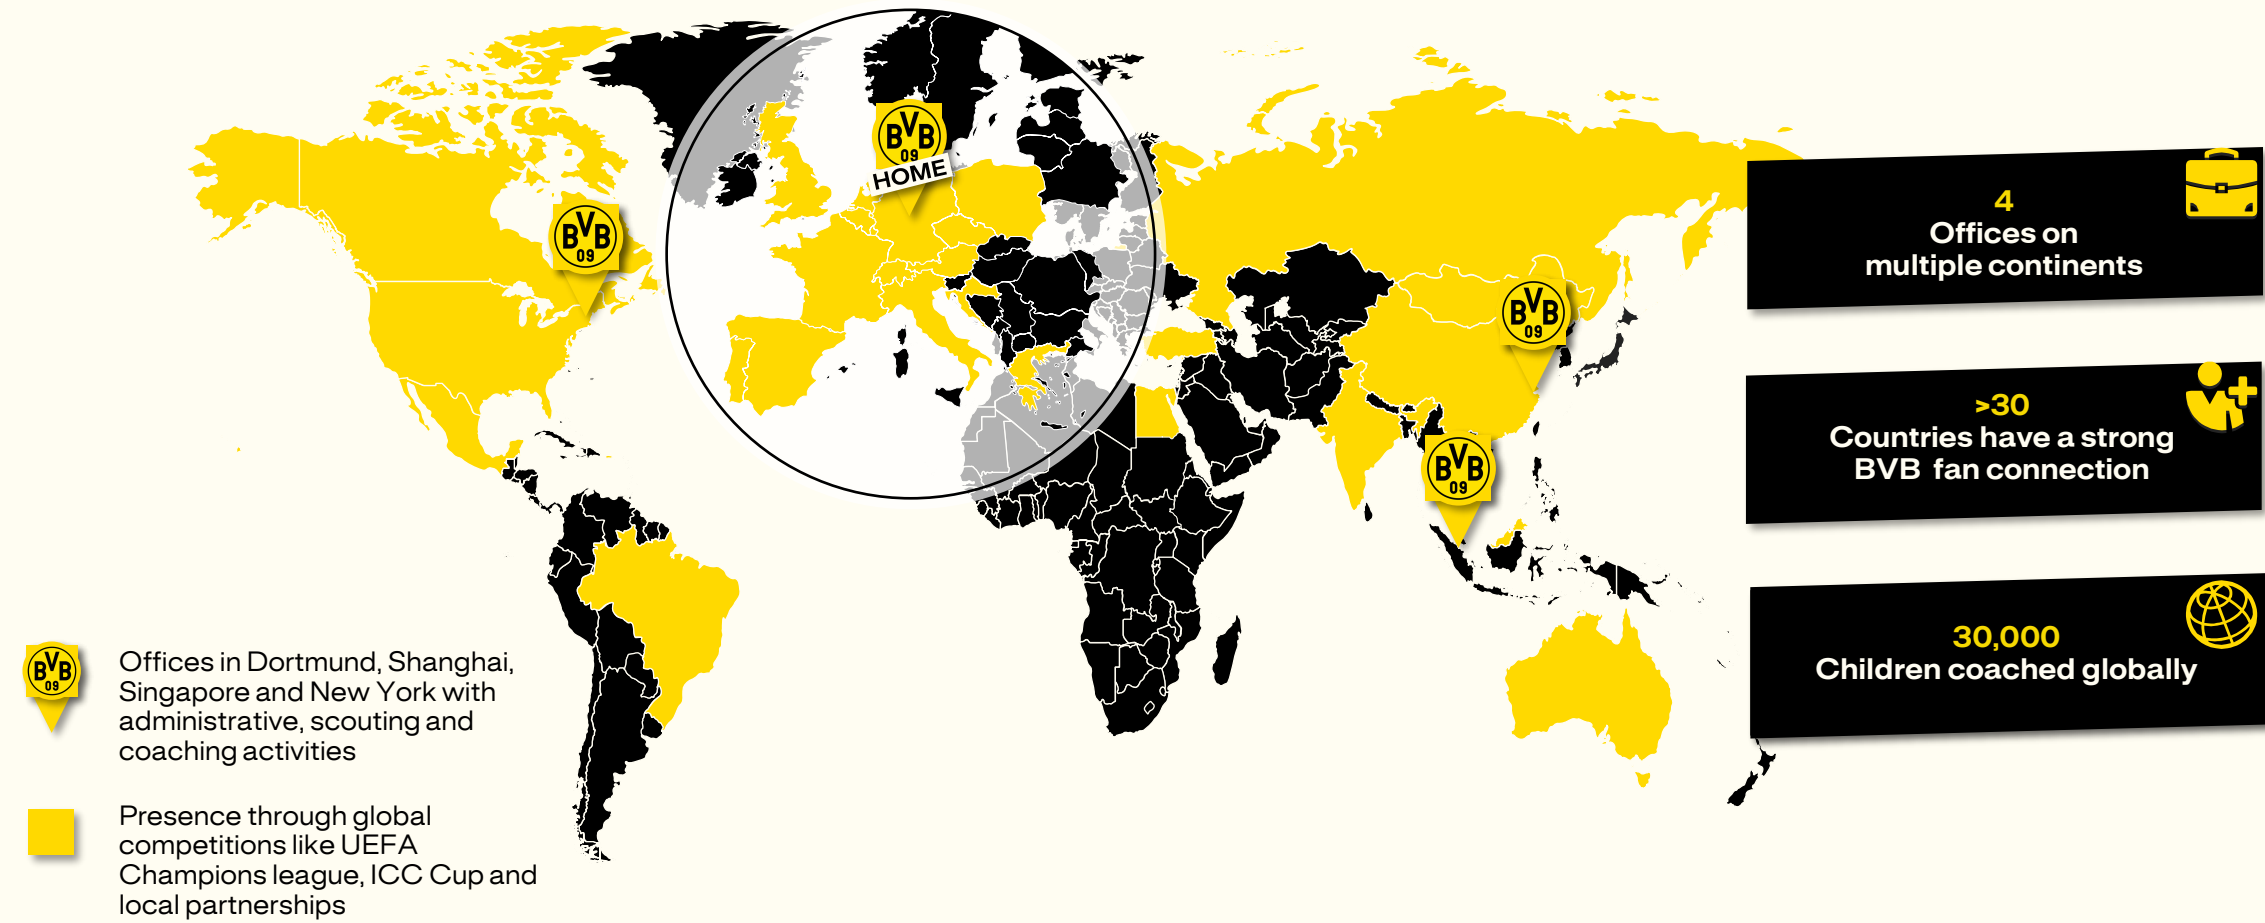 BVB
09
HOME
BVB
09
BVB
09
BVB
09
4
Offices on
multiple continents
>30
Countries have a strong
BVB fan connection
30,000
Children coached globally
BVB
09
Offices in Dortmund, Shanghai,
Singapore and New York with
administrative, scouting and
coaching activities
Presence through global
competitions like UEFA
Champions league, ICC Cup and
local partnerships